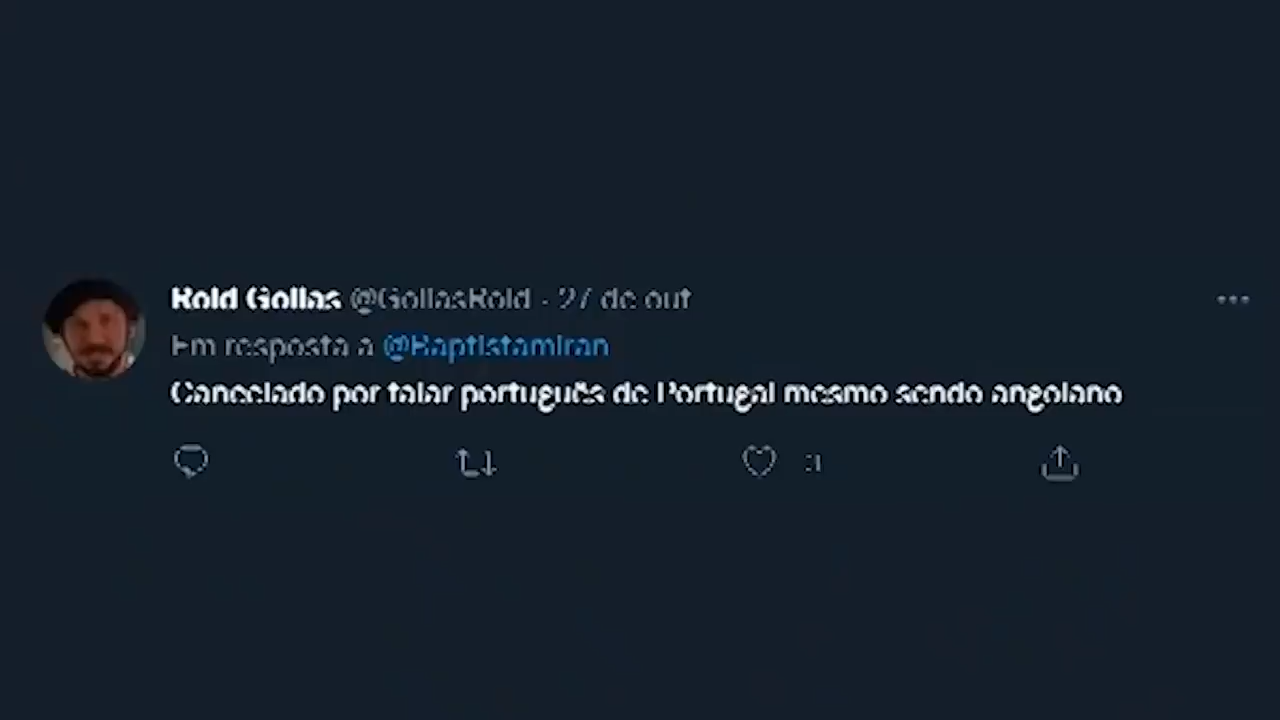 Rold Gollas @GollasRold · 27 de out
Em resposta a @Baptistamiran
Cancelado por falar português de Portugal mesmo sendo angolano